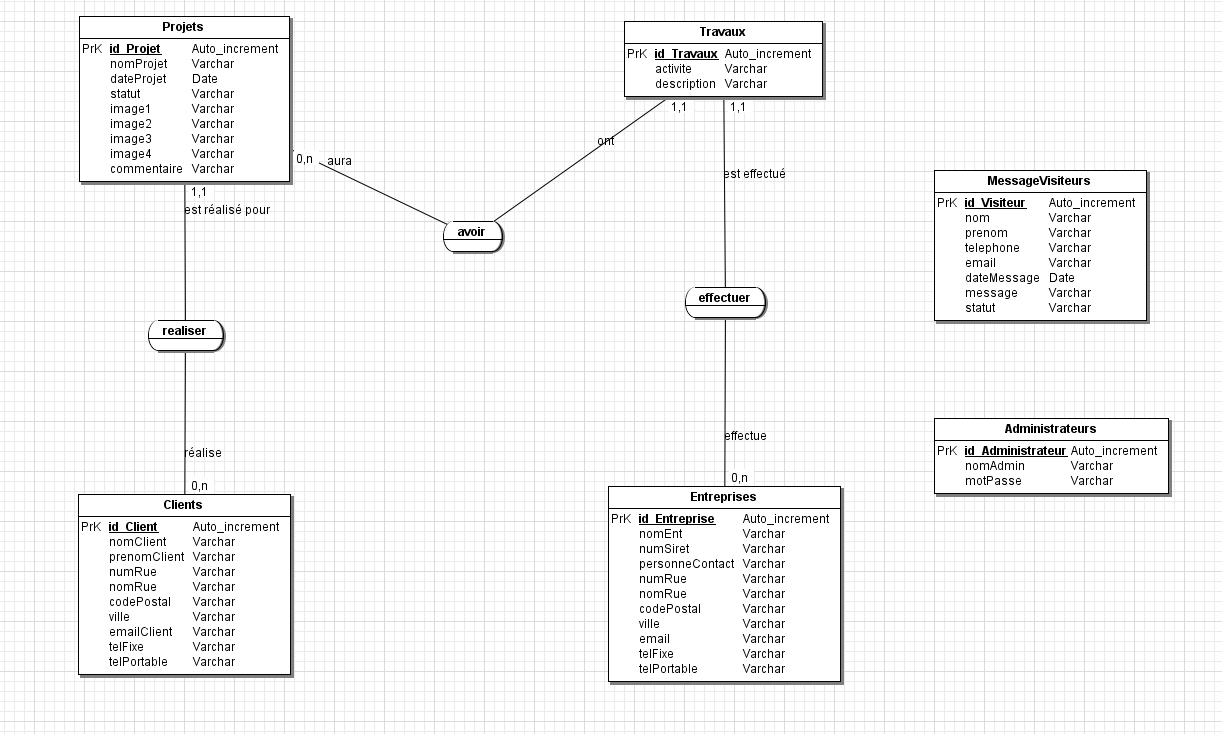 Projets
PrK id_Projet Auto_increment
nomProjet Varchar
dateProjet Date
statut Varchar
image1 Varchar
image2 Varchar
image3 Varchar
image4 Varchar
commentaire Varchar
Travaux
PrK id_Travaux Auto_increment
activite Varchar
description Varchar
1,1
1,1
ont
0,n
aura
est effectué
1,1
est réalisé pour
avoir
MessageVisiteurs
PrK id_Visiteur Auto_increment
nom Varchar
prenom Varchar
telephone Varchar
email Varchar
dateMessage Date
message Varchar
statut Varchar
effectuer
realiser
effectue
réalise
0,n
0,n
Administrateurs
PrK id_Administrateur Auto_increment
nomAdmin Varchar
motPasse Varchar
Clients
PrK id_Client Auto_increment
nomClient Varchar
prenomClient Varchar
numRue Varchar
nomRue Varchar
codePostal Varchar
ville Varchar
emailClient Varchar
telFixe Varchar
telPortable Varchar
Entreprises
PrK id_Entreprise Auto_increment
nomEnt Varchar
numSiret Varchar
personneContact Varchar
numRue Varchar
nomRue Varchar
codePostal Varchar
ville Varchar
email Varchar
telFixe Varchar
telPortable Varchar